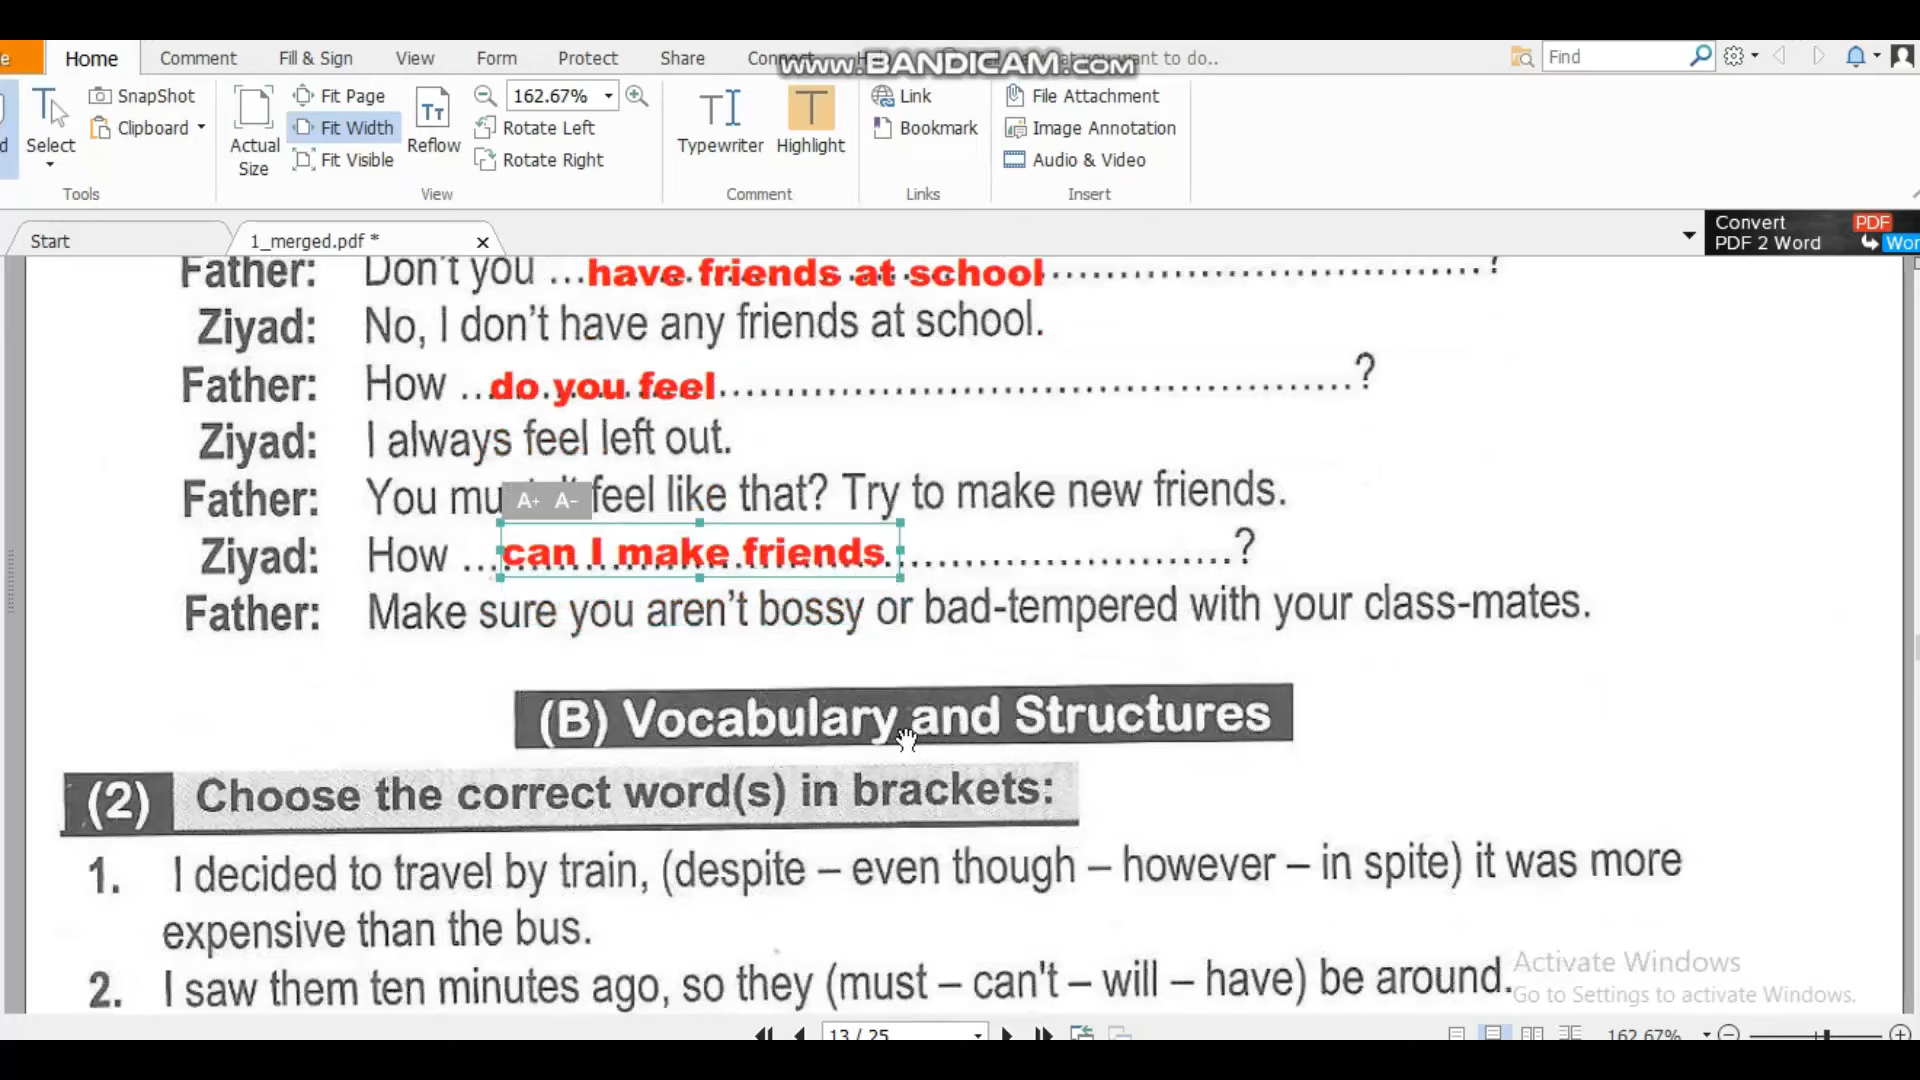 www.BANDICAM.com
Home Comment Fill & Sign View Form Protect Share Find
SnapShot Fit Page 162.67% Link File Attachment
Select Clipboard Actual Size Fit Width Reflow Rotate Left Typewriter Highlight Bookmark Image Annotation
Fit Visible Rotate Right Audio & Video
Tools View Comment Links Insert
Start 1_merged.pdf *
Convert PDF
PDF 2 Word
Father: Don't you ...have friends at school..............................?
Ziyad: No, I don't have any friends at school.
Father: How ...do you feel..............................?
Ziyad: I always feel left out.
A+ A-
Father: You mu feel like that? Try to make new friends.
Ziyad: How ...can I make friends..............................?
Father: Make sure you aren't bossy or bad-tempered with your class-mates.
(B) Vocabulary and Structures
(2) Choose the correct word(s) in brackets:
1. I decided to travel by train, (despite – even though – however – in spite) it was more
expensive than the bus.
2. I saw them ten minutes ago, so they (must – can't – will – have) be around.
Activate Windows
Go to Settings to activate Windows.
13 / 25 162.67%